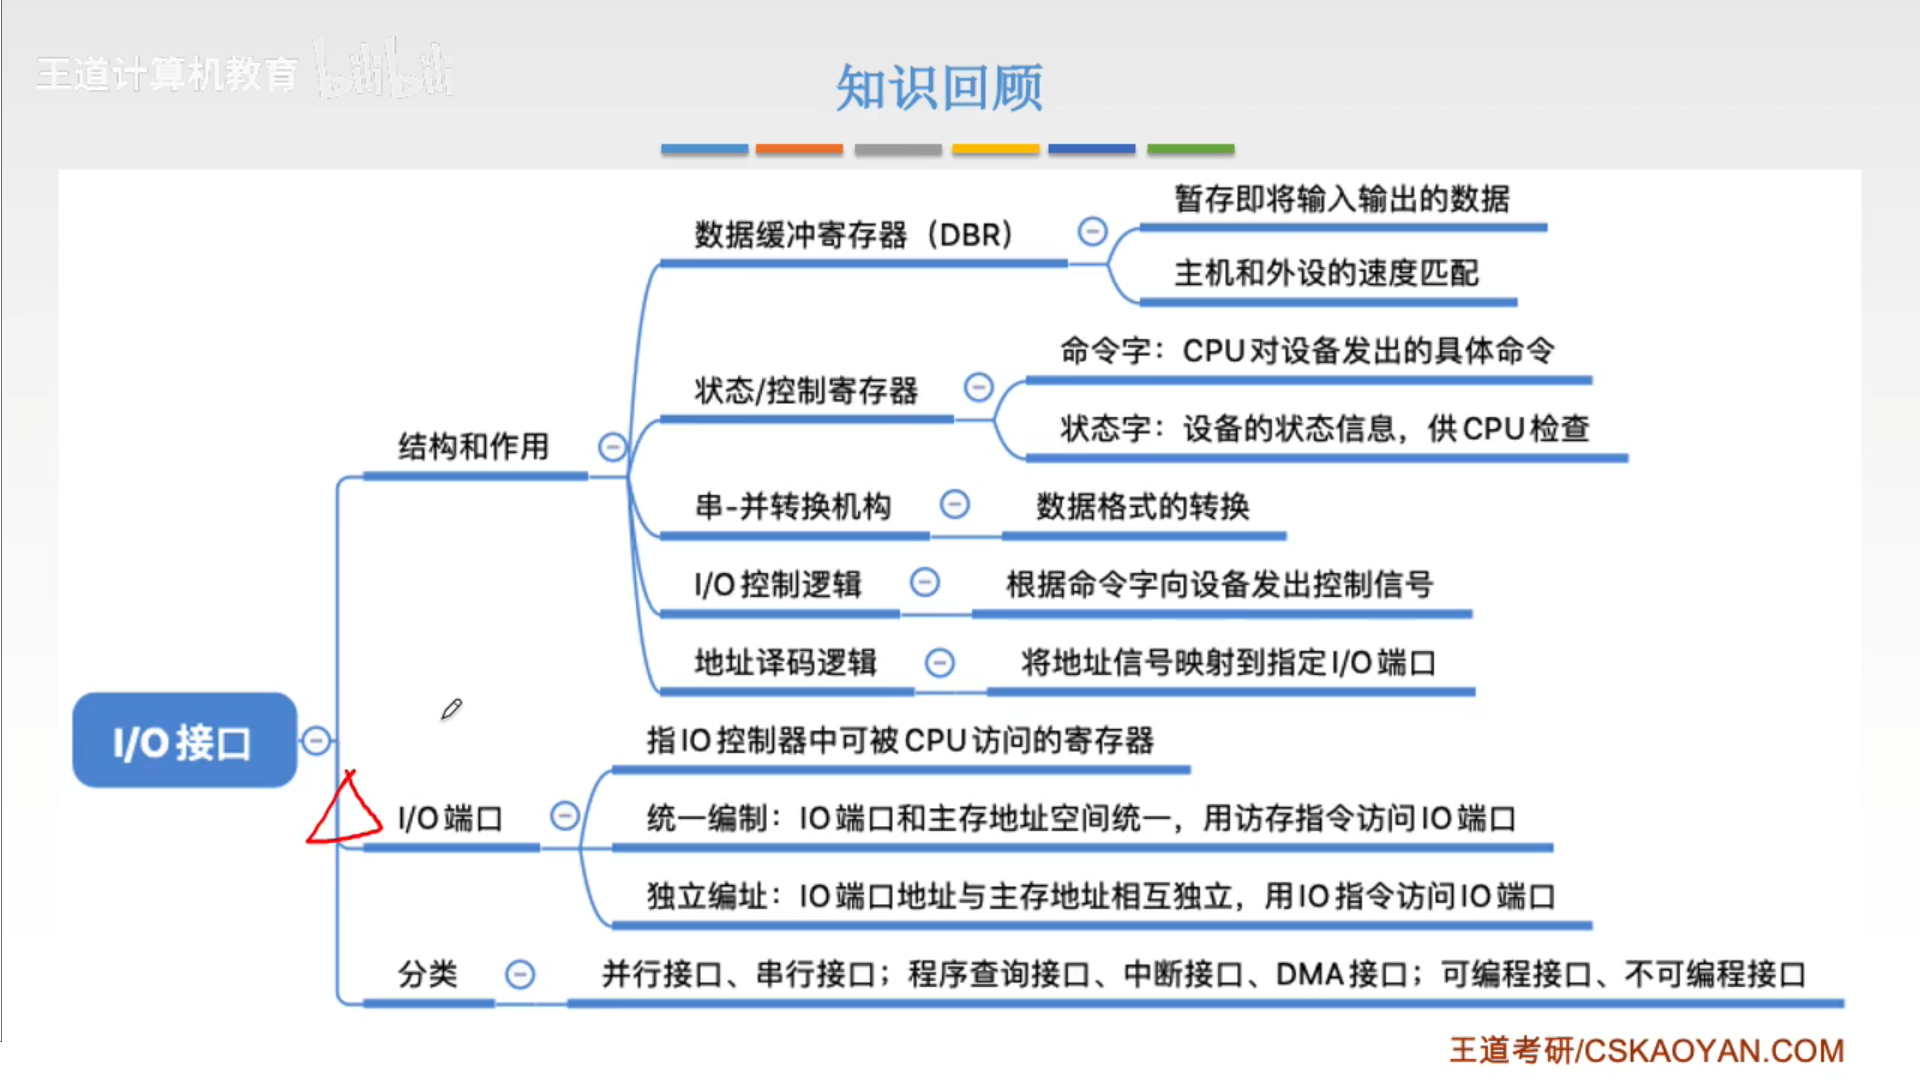 王道计算机教育 bilibili
知识回顾
数据缓冲寄存器（DBR）
暂存即将输入输出的数据
主机和外设的速度匹配
状态/控制寄存器
命令字：CPU对设备发出的具体命令
状态字：设备的状态信息，供CPU检查
结构和作用
串-并转换机构
数据格式的转换
I/O控制逻辑
根据命令字向设备发出控制信号
地址译码逻辑
将地址信号映射到指定I/O端口
I/O接口
I/O端口
指IO控制器中可被CPU访问的寄存器
统一编制：IO端口和主存地址空间统一，用访存指令访问IO端口
独立编址：IO端口地址与主存地址相互独立，用IO指令访问IO端口
分类
并行接口、串行接口；程序查询接口、中断接口、DMA接口；可编程接口、不可编程接口
王道考研/CSKAOYAN.COM